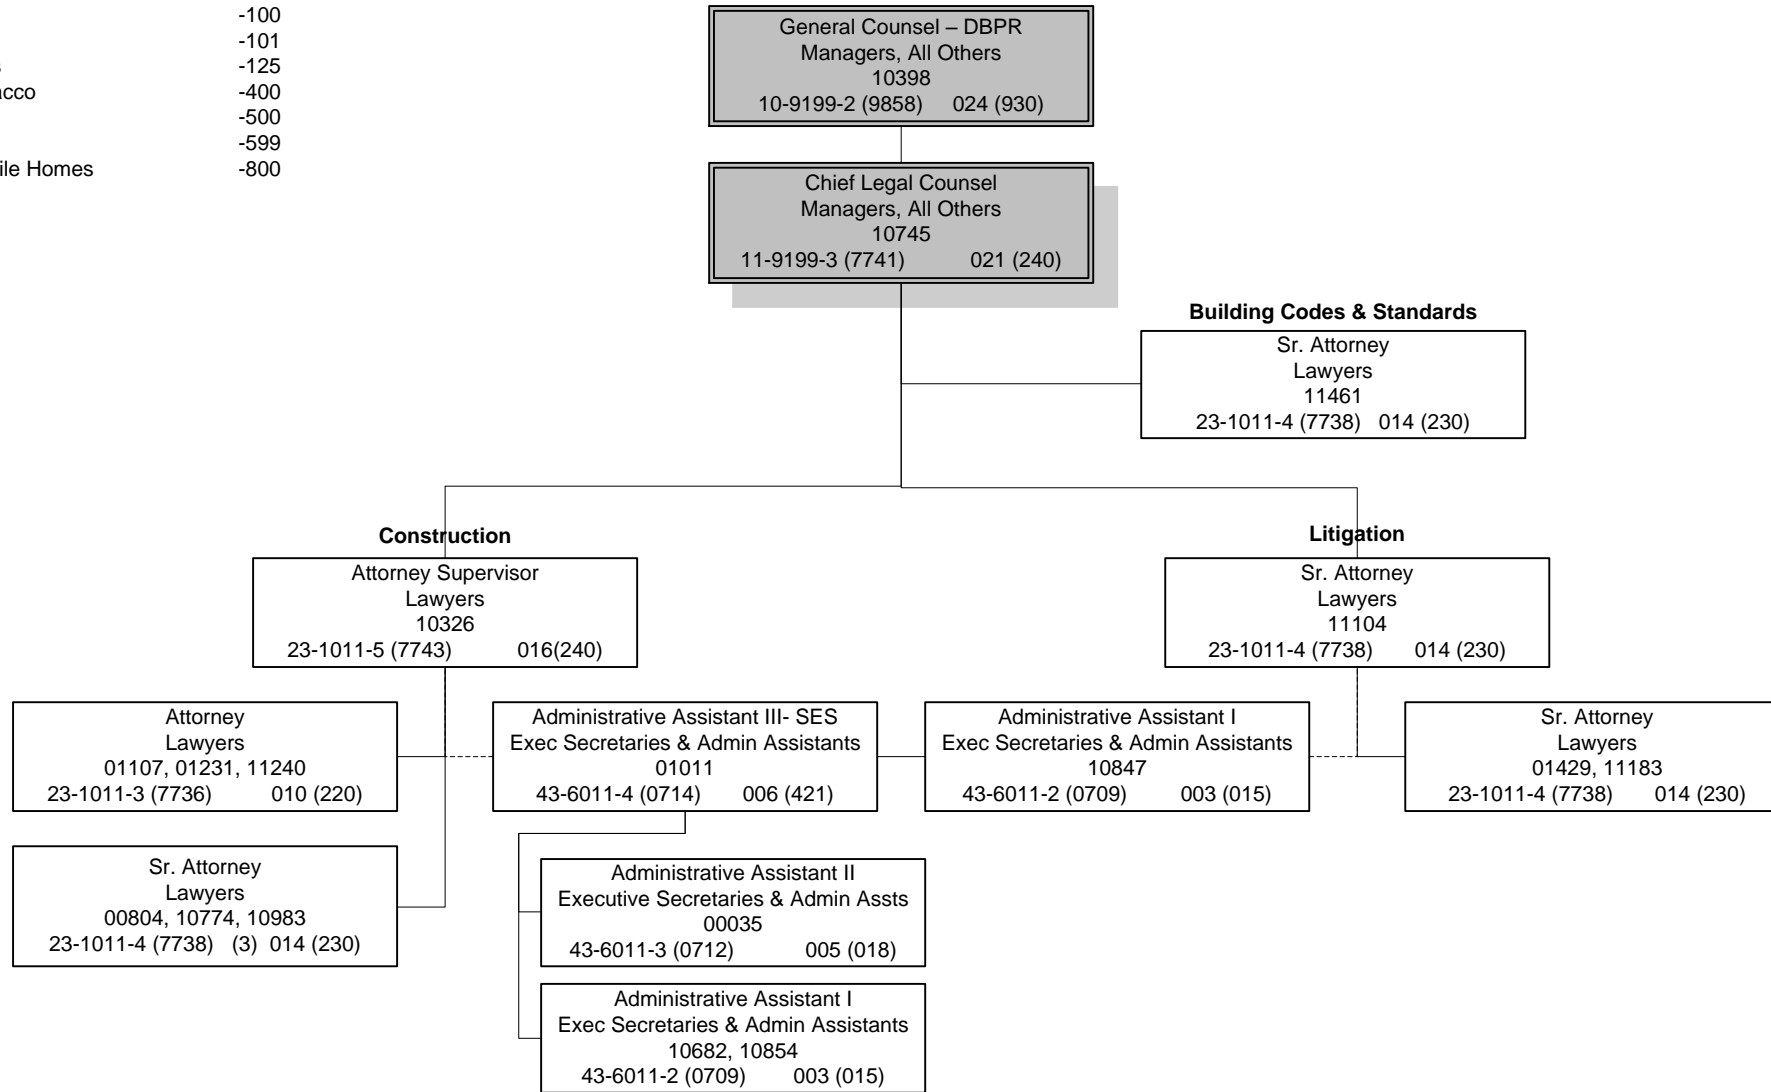 -100
-101
-125
-400
-500
-599
-800
General Counsel – DBPR
Managers, All Others
10398
10-9199-2 (9858) 024 (930)
Chief Legal Counsel
Managers, All Others
10745
11-9199-3 (7741) 021 (240)
Building Codes & Standards
Sr. Attorney
Lawyers
11461
23-1011-4 (7738) 014 (230)
Construction
Attorney Supervisor
Lawyers
10326
23-1011-5 (7743) 016(240)
Litigation
Sr. Attorney
Lawyers
11104
23-1011-4 (7738) 014 (230)
Attorney
Lawyers
01107, 01231, 11240
23-1011-3 (7736) 010 (220)
Administrative Assistant III- SES
Exec Secretaries & Admin Assistants
01011
43-6011-4 (0714) 006 (421)
Administrative Assistant I
Exec Secretaries & Admin Assistants
10847
43-6011-2 (0709) 003 (015)
Sr. Attorney
Lawyers
01429, 11183
23-1011-4 (7738) 014 (230)
Sr. Attorney
Lawyers
00804, 10774, 10983
23-1011-4 (7738) (3) 014 (230)
Administrative Assistant II
Executive Secretaries & Admin Assts
00035
43-6011-3 (0712) 005 (018)
Administrative Assistant I
Exec Secretaries & Admin Assistants
10682, 10854
43-6011-2 (0709) 003 (015)